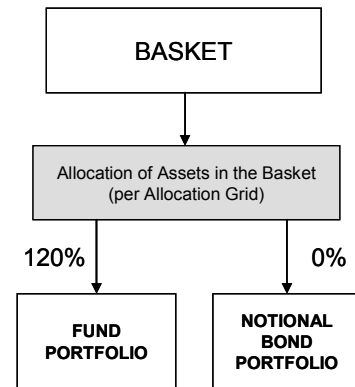 BASKET
Allocation of Assets in the Basket
(per Allocation Grid)
120%
0%
FUND
PORTFOLIO
NOTIONAL
BOND
PORTFOLIO